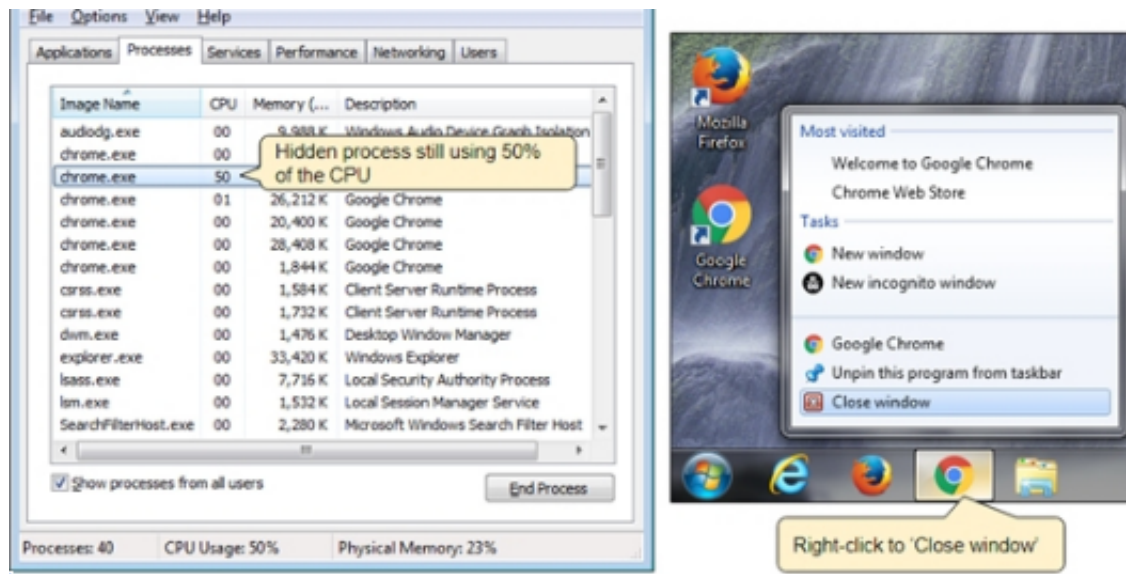 File Options View Help
Applications Processes Services Performance Networking Users
Image Name CPU Memory (... Description
audiodg.exe 00 9,988 K Windows Audio Device Graph Isolation
chrome.exe 00
chrome.exe 50
Hidden process still using 50%
of the CPU
chrome.exe 01 26,212 K Google Chrome
chrome.exe 00 20,400 K Google Chrome
chrome.exe 00 28,408 K Google Chrome
chrome.exe 00 1,844 K Google Chrome
csrss.exe 00 1,584 K Client Server Runtime Process
csrss.exe 00 1,732 K Client Server Runtime Process
dwm.exe 00 1,476 K Desktop Window Manager
explorer.exe 00 33,420 K Windows Explorer
lsass.exe 00 7,716 K Local Security Authority Process
lsm.exe 00 1,532 K Local Session Manager Service
SearchFilterHost.exe 00 2,280 K Microsoft Windows Search Filter Host
Show processes from all users
End Process
Processes: 40 CPU Usage: 50% Physical Memory: 23%
Mozilla
Firefox
Google
Chrome
Most visited
Welcome to Google Chrome
Chrome Web Store
Tasks
New window
New incognito window
Google Chrome
Unpin this program from taskbar
Close window
Right-click to 'Close window'